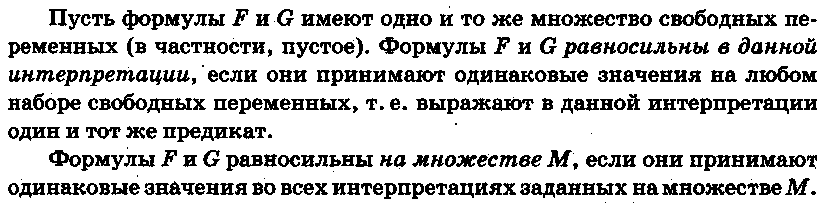 Пусть формулы F и G имеют одно и то же множество свободных пе-
ременных (в частности, пустое). Формулы F и G равносильны в данной
интерпретации, если они принимают одинаковые значения на любом
наборе свободных переменных, т. е. выражают в данной интерпретации
один и тот же предикат.
Формулы F и G равносильны на множестве M, если они принимают
одинаковые значения во всех интерпретациях заданных на множестве M.